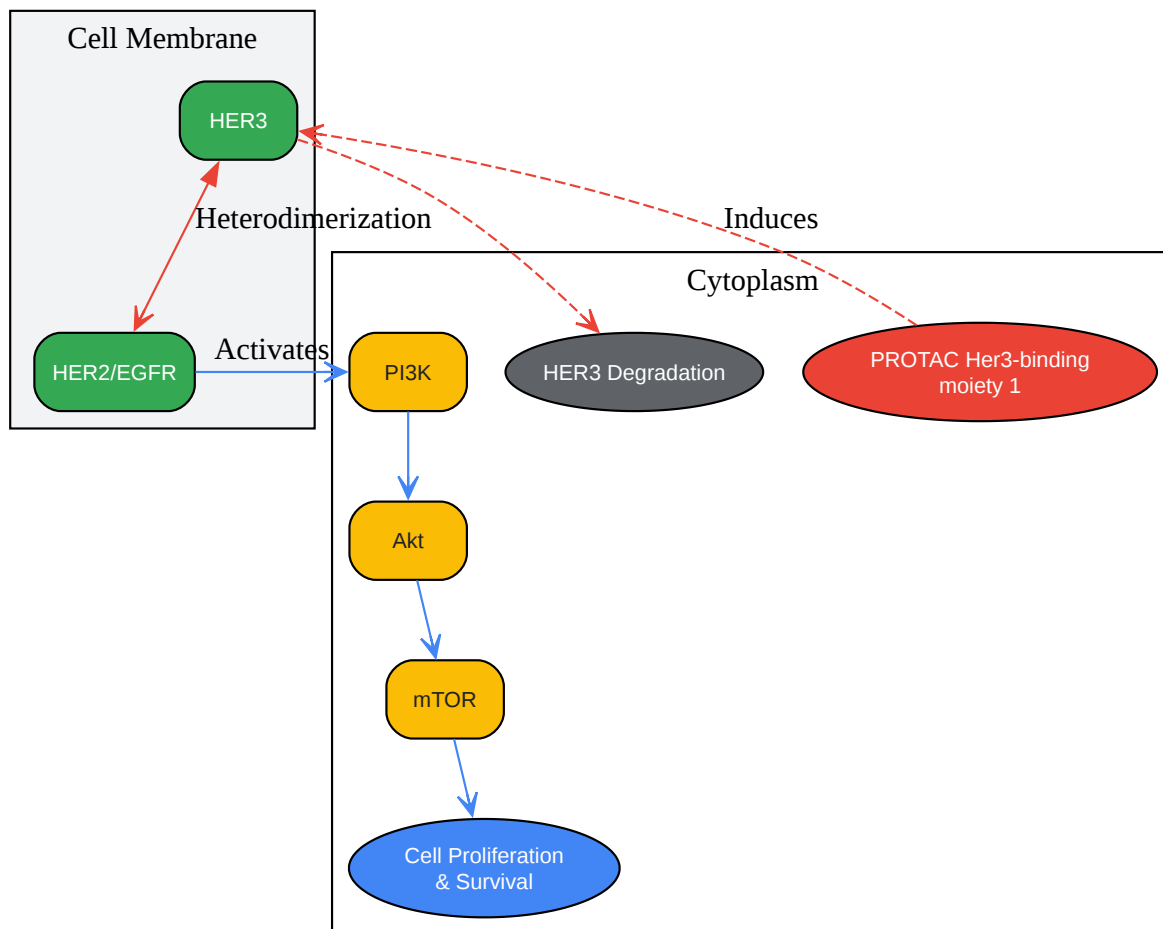 Cell Membrane
HER3
Heterodimerization
Induces
Cytoplasm
HER2/EGFR
Activates
PI3K
HER3 Degradation
PROTAC Her3-binding
moiety 1
Akt
mTOR
Cell Proliferation
& Survival